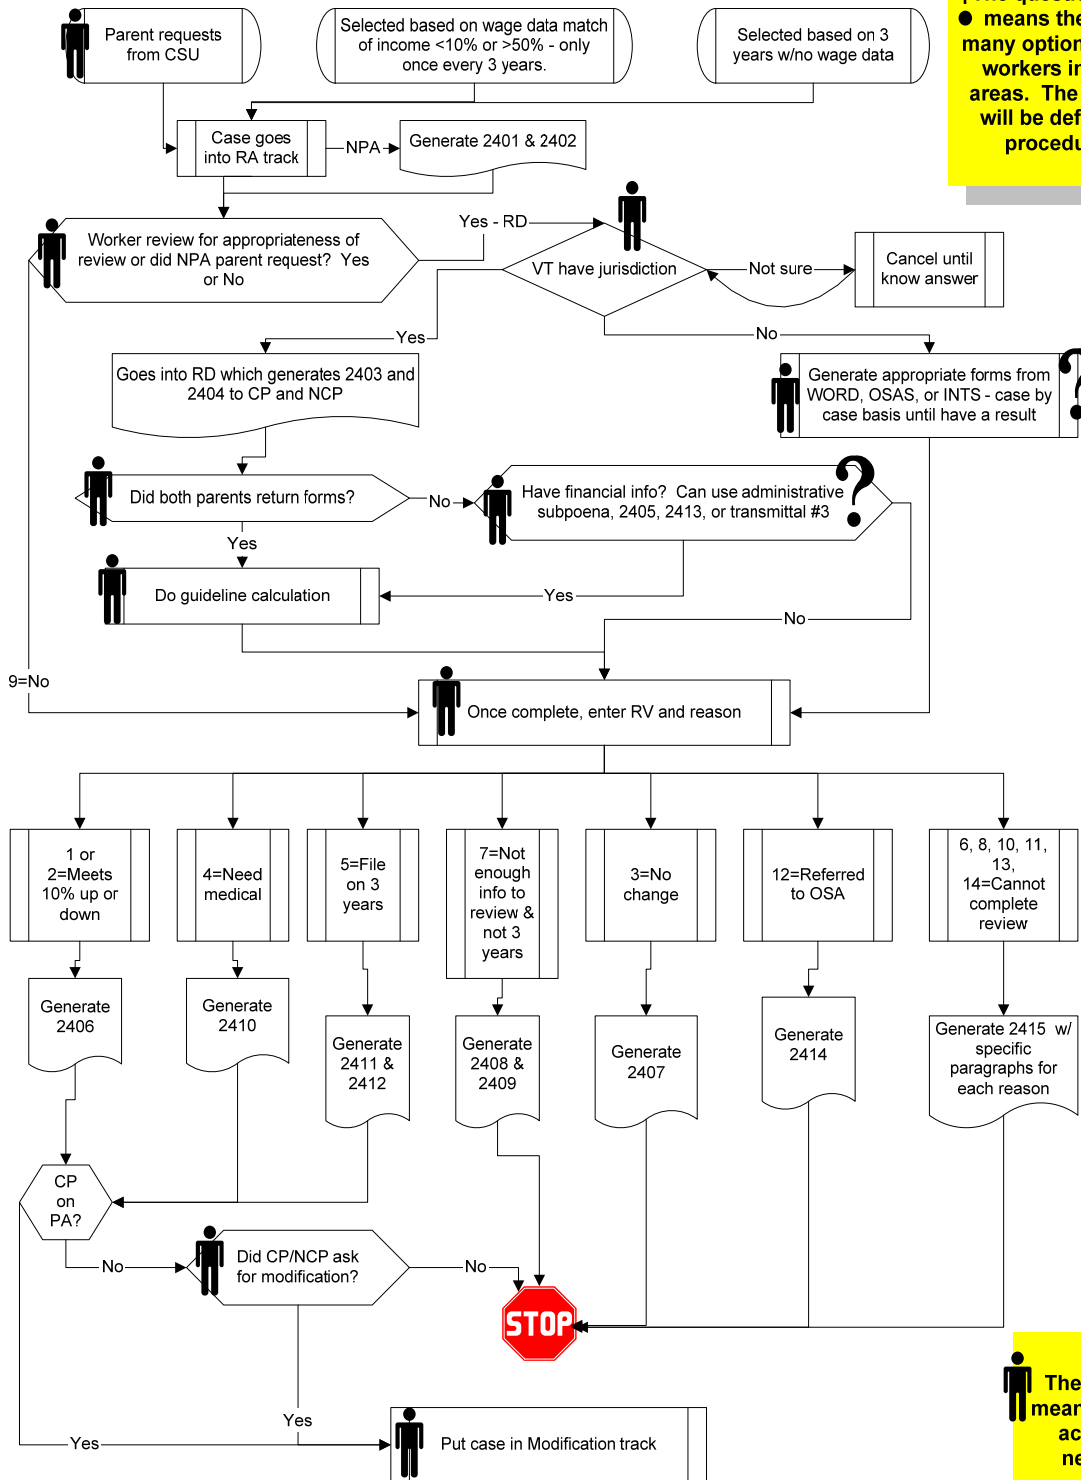 Parent requests
from CSU
Selected based on wage data match
of income <10% or >50% - only
once every 3 years.
Selected based on 3
years w/no wage data
means the
many option
workers in
areas. The
will be def
procedu
Case goes
into RA track
NPA
Generate 2401 & 2402
Worker review for appropriateness of
review or did NPA parent request? Yes
or No
Yes - RD
VT have jurisdiction
Not sure
Cancel until
know answer
Yes
No
Goes into RD which generates 2403 and
2404 to CP and NCP
Generate appropriate forms from
WORD, OSAS, or INTS - case by
case basis until have a result
?
Did both parents return forms?
No
Have financial info? Can use administrative
subpoena, 2405, 2413, or transmittal #3
?
Yes
Do guideline calculation
Yes
No
9=No
Once complete, enter RV and reason
1 or
2=Meets
10% up or
down
4=Need
medical
5=File
on 3
years
7=Not
enough
info to
review &
not 3
years
3=No
change
12=Referred
to OSA
6, 8, 10, 11,
13,
14=Cannot
complete
review
Generate
2406
Generate
2410
Generate
2411 &
2412
Generate
2408 &
2409
Generate
2407
Generate
2414
Generate 2415 w/
specific
paragraphs for
each reason
CP
on
PA?
No
Did CP/NCP ask
for modification?
No
STOP
Yes
Yes
Put case in Modification track
The
mean
ac
ne